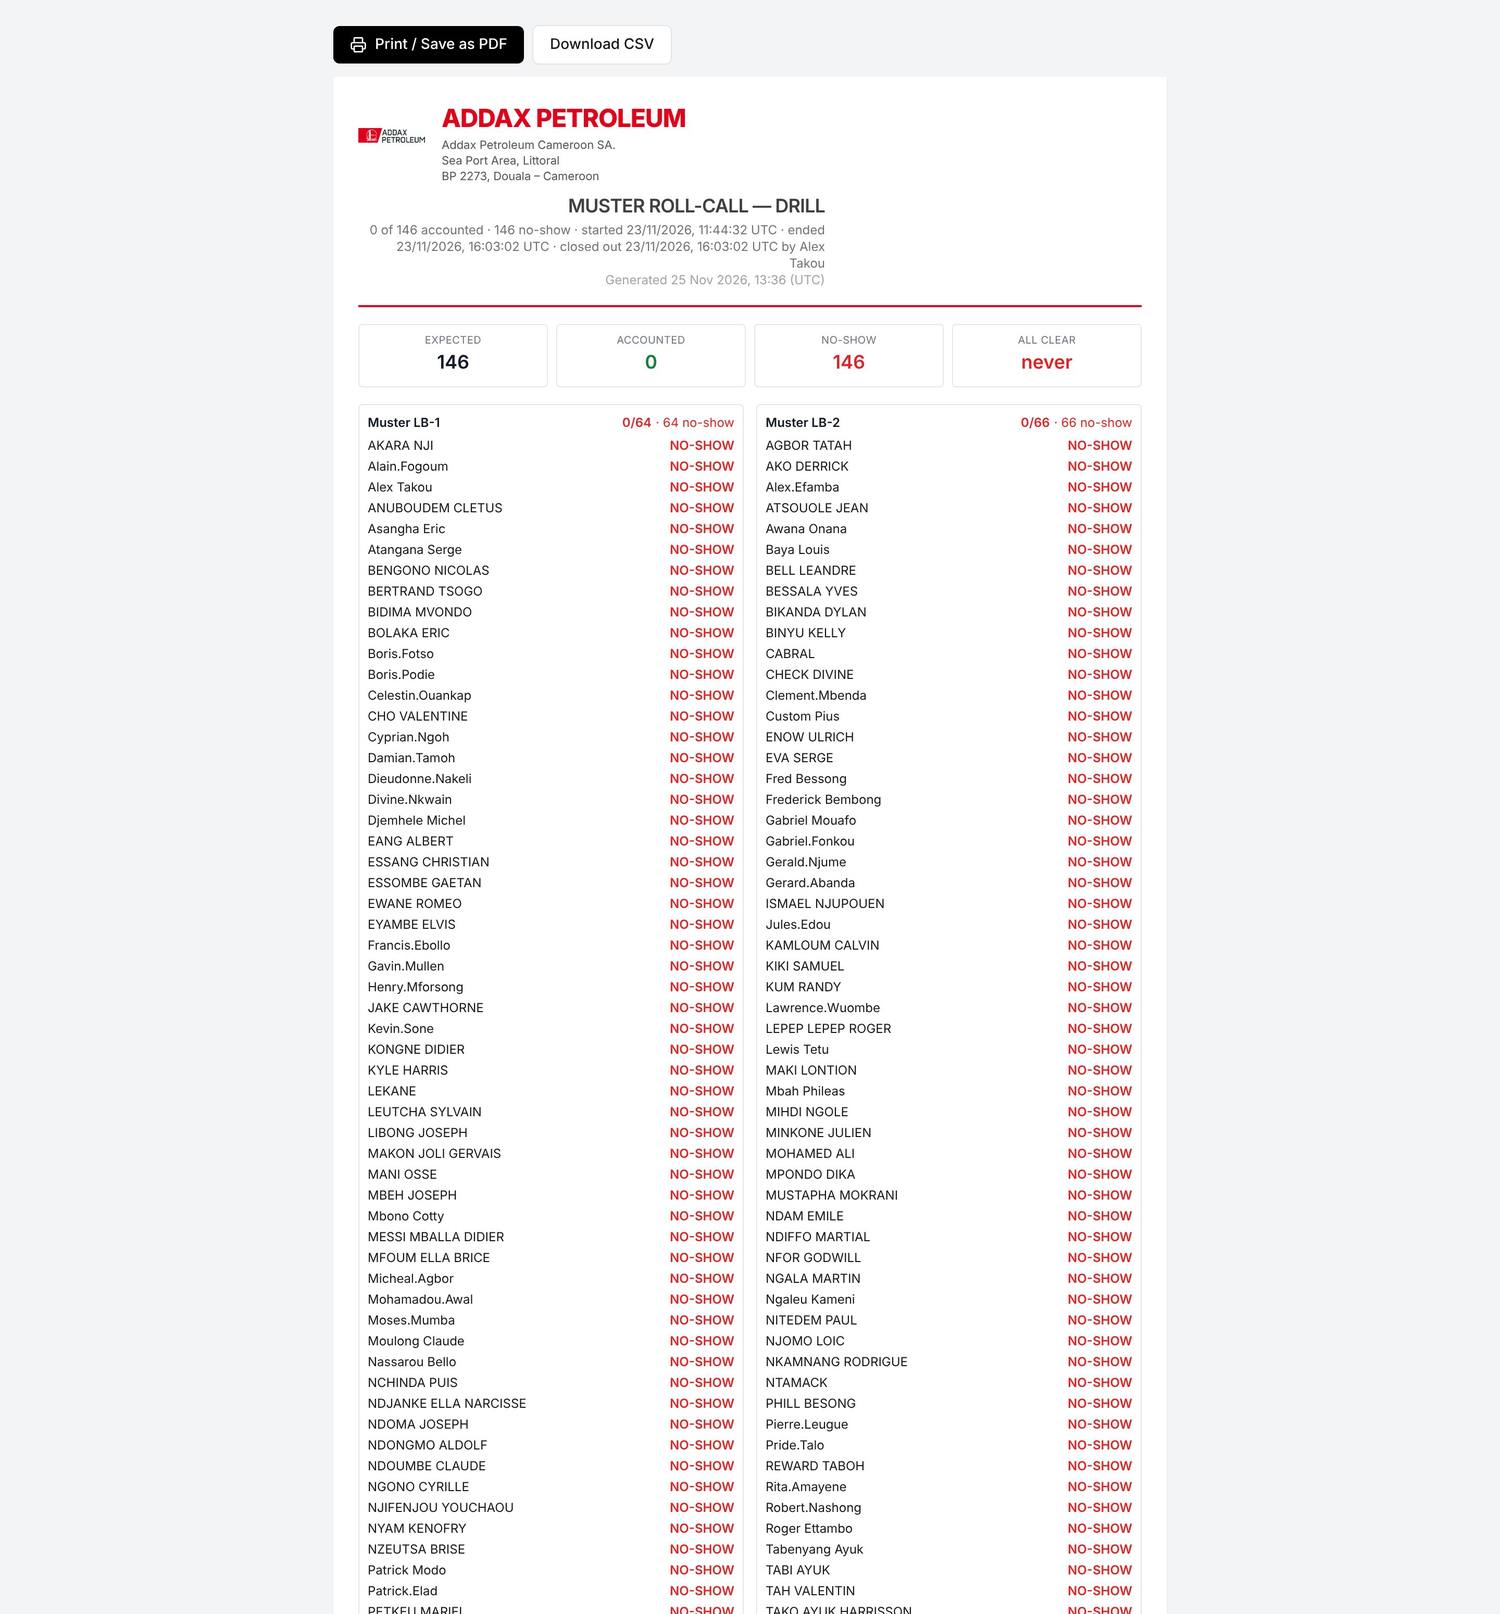 Print / Save as PDF
Download CSV
ADDAX
PETROLEUM
ADDAX PETROLEUM
Addax Petroleum Cameroon SA.
Sea Port Area, Littoral
BP 2273, Douala – Cameroon
MUSTER ROLL-CALL — DRILL
0 of 146 accounted · 146 no-show · started 23/11/2026, 11:44:32 UTC · ended
23/11/2026, 16:03:02 UTC · closed out 23/11/2026, 16:03:02 UTC by Alex
Takou
Generated 25 Nov 2026, 13:36 (UTC)
EXPECTED
146
ACCOUNTED
0
NO-SHOW
146
ALL CLEAR
never
Muster LB-1 0/64 · 64 no-show
AKARA NJI NO-SHOW
Alain.Fogoum NO-SHOW
Alex Takou NO-SHOW
ANUBOUDEM CLETUS NO-SHOW
Asangha Eric NO-SHOW
Atangana Serge NO-SHOW
BENGONO NICOLAS NO-SHOW
BERTRAND TSOGO NO-SHOW
BIDIMA MVONDO NO-SHOW
BOLAKA ERIC NO-SHOW
Boris.Fotso NO-SHOW
Boris.Podie NO-SHOW
Celestin.Ouankap NO-SHOW
CHO VALENTINE NO-SHOW
Cyprian.Ngoh NO-SHOW
Damian.Tamoh NO-SHOW
Dieudonne.Nakeli NO-SHOW
Divine.Nkwain NO-SHOW
Djemhele Michel NO-SHOW
EANG ALBERT NO-SHOW
ESSANG CHRISTIAN NO-SHOW
ESSOMBE GAETAN NO-SHOW
EWANE ROMEO NO-SHOW
EYAMBE ELVIS NO-SHOW
Francis.Ebollo NO-SHOW
Gavin.Mullen NO-SHOW
Henry.Mforsong NO-SHOW
JAKE CAWTHORNE NO-SHOW
Kevin.Sone NO-SHOW
KONGNE DIDIER NO-SHOW
KYLE HARRIS NO-SHOW
LEKANE NO-SHOW
LEUTCHA SYLVAIN NO-SHOW
LIBONG JOSEPH NO-SHOW
MAKON JOLI GERVAIS NO-SHOW
MANI OSSE NO-SHOW
MBEH JOSEPH NO-SHOW
Mbono Cotty NO-SHOW
MESSI MBALLA DIDIER NO-SHOW
MFOUM ELLA BRICE NO-SHOW
Micheal.Agbor NO-SHOW
Mohamadou.Awal NO-SHOW
Moses.Mumba NO-SHOW
Moulong Claude NO-SHOW
Nassarou Bello NO-SHOW
NCHINDA PUIS NO-SHOW
NDJANKE ELLA NARCISSE NO-SHOW
NDOMA JOSEPH NO-SHOW
NDONGMO ALDOLF NO-SHOW
NDOUMBE CLAUDE NO-SHOW
NGONO CYRILLE NO-SHOW
NJIFENJOU YOUCHAOU NO-SHOW
NYAM KENOFRY NO-SHOW
NZEUTSA BRISE NO-SHOW
Patrick Modo NO-SHOW
Patrick.Elad NO-SHOW
PETKEU MARIEL NO-SHOW
Muster LB-2 0/66 · 66 no-show
AGBOR TATAH NO-SHOW
AKO DERRICK NO-SHOW
Alex.Efamba NO-SHOW
ATSOUOLE JEAN NO-SHOW
Awana Onana NO-SHOW
Baya Louis NO-SHOW
BELL LEANDRE NO-SHOW
BESSALA YVES NO-SHOW
BIKANDA DYLAN NO-SHOW
BINYU KELLY NO-SHOW
CABRAL NO-SHOW
CHECK DIVINE NO-SHOW
Clement.Mbenda NO-SHOW
Custom Pius NO-SHOW
ENOW ULRICH NO-SHOW
EVA SERGE NO-SHOW
Fred Bessong NO-SHOW
Frederick Bembong NO-SHOW
Gabriel Mouafo NO-SHOW
Gabriel.Fonkou NO-SHOW
Gerald.Njume NO-SHOW
Gerard.Abanda NO-SHOW
ISMAEL NJUPOUEN NO-SHOW
Jules.Edou NO-SHOW
KAMLOUM CALVIN NO-SHOW
KIKI SAMUEL NO-SHOW
KUM RANDY NO-SHOW
Lawrence.Wuombe NO-SHOW
LEPEP LEPEP ROGER NO-SHOW
Lewis Tetu NO-SHOW
MAKI LONTION NO-SHOW
Mbah Phileas NO-SHOW
MIHDI NGOLE NO-SHOW
MINKONE JULIEN NO-SHOW
MOHAMED ALI NO-SHOW
MPONDO DIKA NO-SHOW
MUSTAPHA MOKRANI NO-SHOW
NDAM EMILE NO-SHOW
NDIFFO MARTIAL NO-SHOW
NFOR GODWILL NO-SHOW
NGALA MARTIN NO-SHOW
Ngaleu Kameni NO-SHOW
NITEDEM PAUL NO-SHOW
NJOMO LOIC NO-SHOW
NKAMNANG RODRIGUE NO-SHOW
NTAMACK NO-SHOW
PHILL BESONG NO-SHOW
Pierre.Leugue NO-SHOW
Pride.Talo NO-SHOW
REWARD TABOH NO-SHOW
Rita.Amayene NO-SHOW
Robert.Nashong NO-SHOW
Roger Ettambo NO-SHOW
Tabenyang Ayuk NO-SHOW
TABI AYUK NO-SHOW
TAH VALENTIN NO-SHOW
TAKO AYUK HARRISSON NO-SHOW